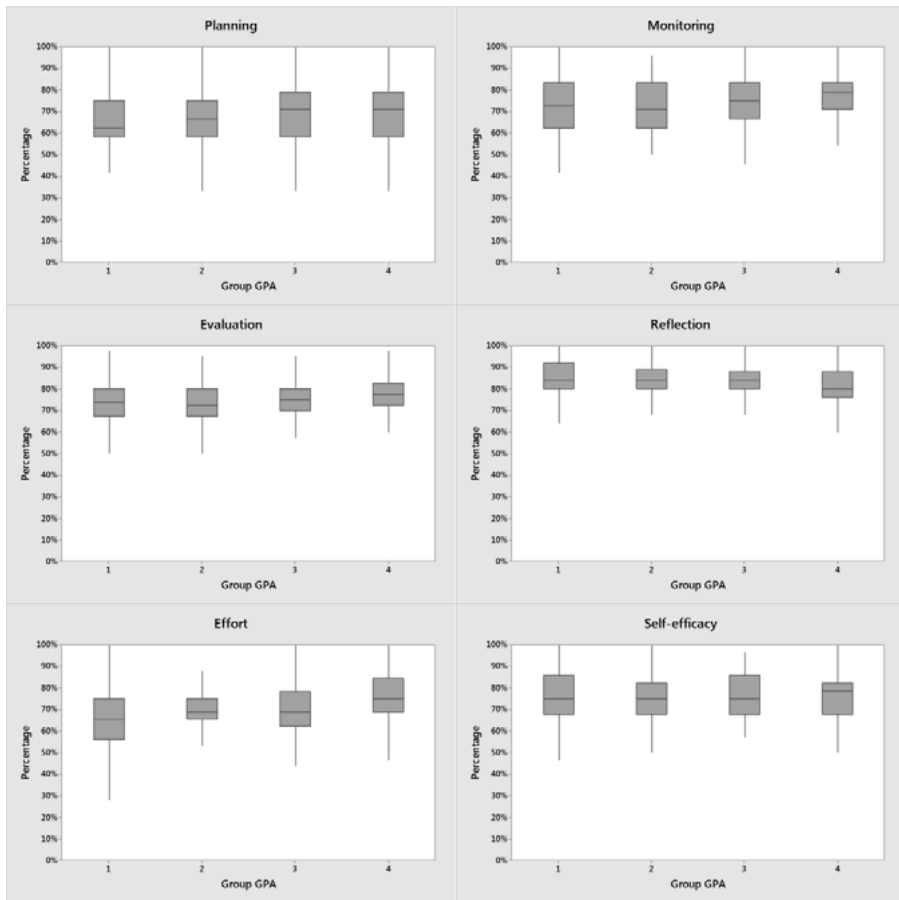 Planning
100%
90%
80%
70%
60%
50%
40%
30%
20%
10%
0%
Percentage
1 2 3 4
Group GPA
Monitoring
100%
90%
80%
70%
60%
50%
40%
30%
20%
10%
0%
Percentage
1 2 3 4
Group GPA
Evaluation
100%
90%
80%
70%
60%
50%
40%
30%
20%
10%
0%
Percentage
1 2 3 4
Group GPA
Reflection
100%
90%
80%
70%
60%
50%
40%
30%
20%
10%
0%
Percentage
1 2 3 4
Group GPA
Effort
100%
90%
80%
70%
60%
50%
40%
30%
20%
10%
0%
Percentage
1 2 3 4
Group GPA
Self-efficacy
100%
90%
80%
70%
60%
50%
40%
30%
20%
10%
0%
Percentage
1 2 3 4
Group GPA